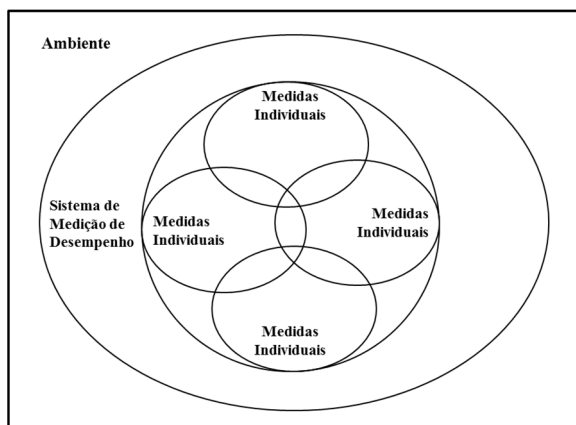 Ambiente
Medidas
Individuais
Sistema de
Medição de
Desempenho
Medidas
Individuais
Medidas
Individuais
Medidas
Individuais